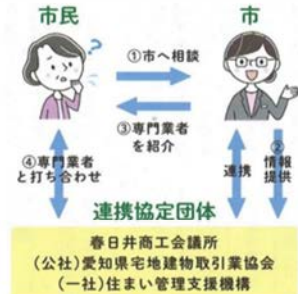 市民
市
?
①市へ相談
③専門業者
を紹介
④専門業者
と打ち合わせ
連携
②
情報
提供
連携協定団体
春日井商工会議所
(公社)愛知県宅地建物取引業協会
(一社)住まい管理支援機構